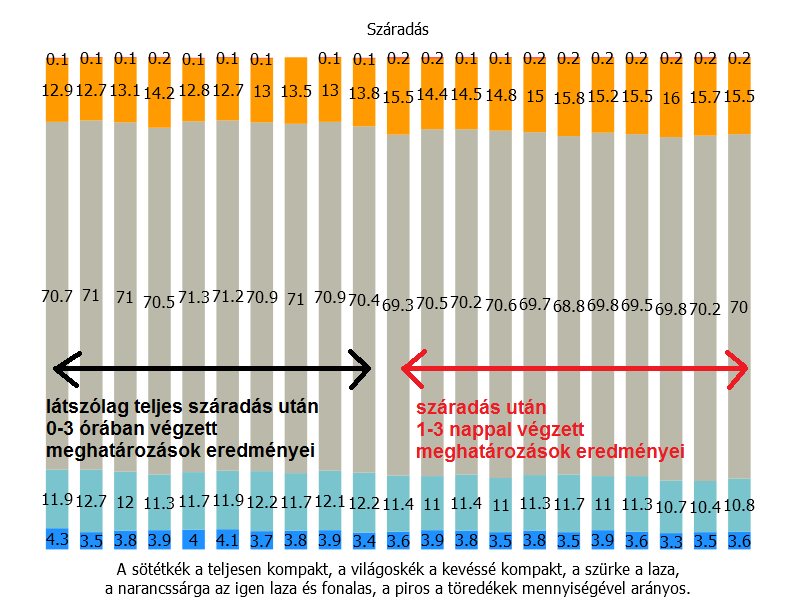 Száradás
0.1 0.1 0.1 0.2 0.1 0.1 0.1 0.1 0.1 0.2 0.2 0.1 0.1 0.2 0.2 0.2 0.2 0.2 0.2 0.2
12.9 12.7 13.1 14.2 12.8 12.7 13 13.5 13 13.8 15.5 14.4 14.5 14.8 15 15.8 15.2 15.5 16 15.7 15.5
70.7 71 71 70.5 71.3 71.2 70.9 71 70.9 70.4 69.3 70.5 70.2 70.6 69.7 68.8 69.8 69.5 69.8 70.2 70
látszólag teljes száradás után
0-3 órában végzett
meghatározások eredményei
száradás után
1-3 nappal végzett
meghatározások eredményei
11.9 12.7 12 11.3 11.7 11.9 12.2 11.7 12.1 12.2 11.4 11 11.4 11 11.3 11.7 11 11.3 10.7 10.4 10.8
4.3 3.5 3.8 3.9 4 4.1 3.7 3.8 3.9 3.4 3.6 3.9 3.8 3.5 3.8 3.5 3.9 3.6 3.3 3.5 3.6
A sötétkék a teljesen kompakt, a világoskék a kevéssé kompakt, a szürke a laza,
a narancssárga az igen laza és fonalas, a piros a töredékek mennyiségével arányos.